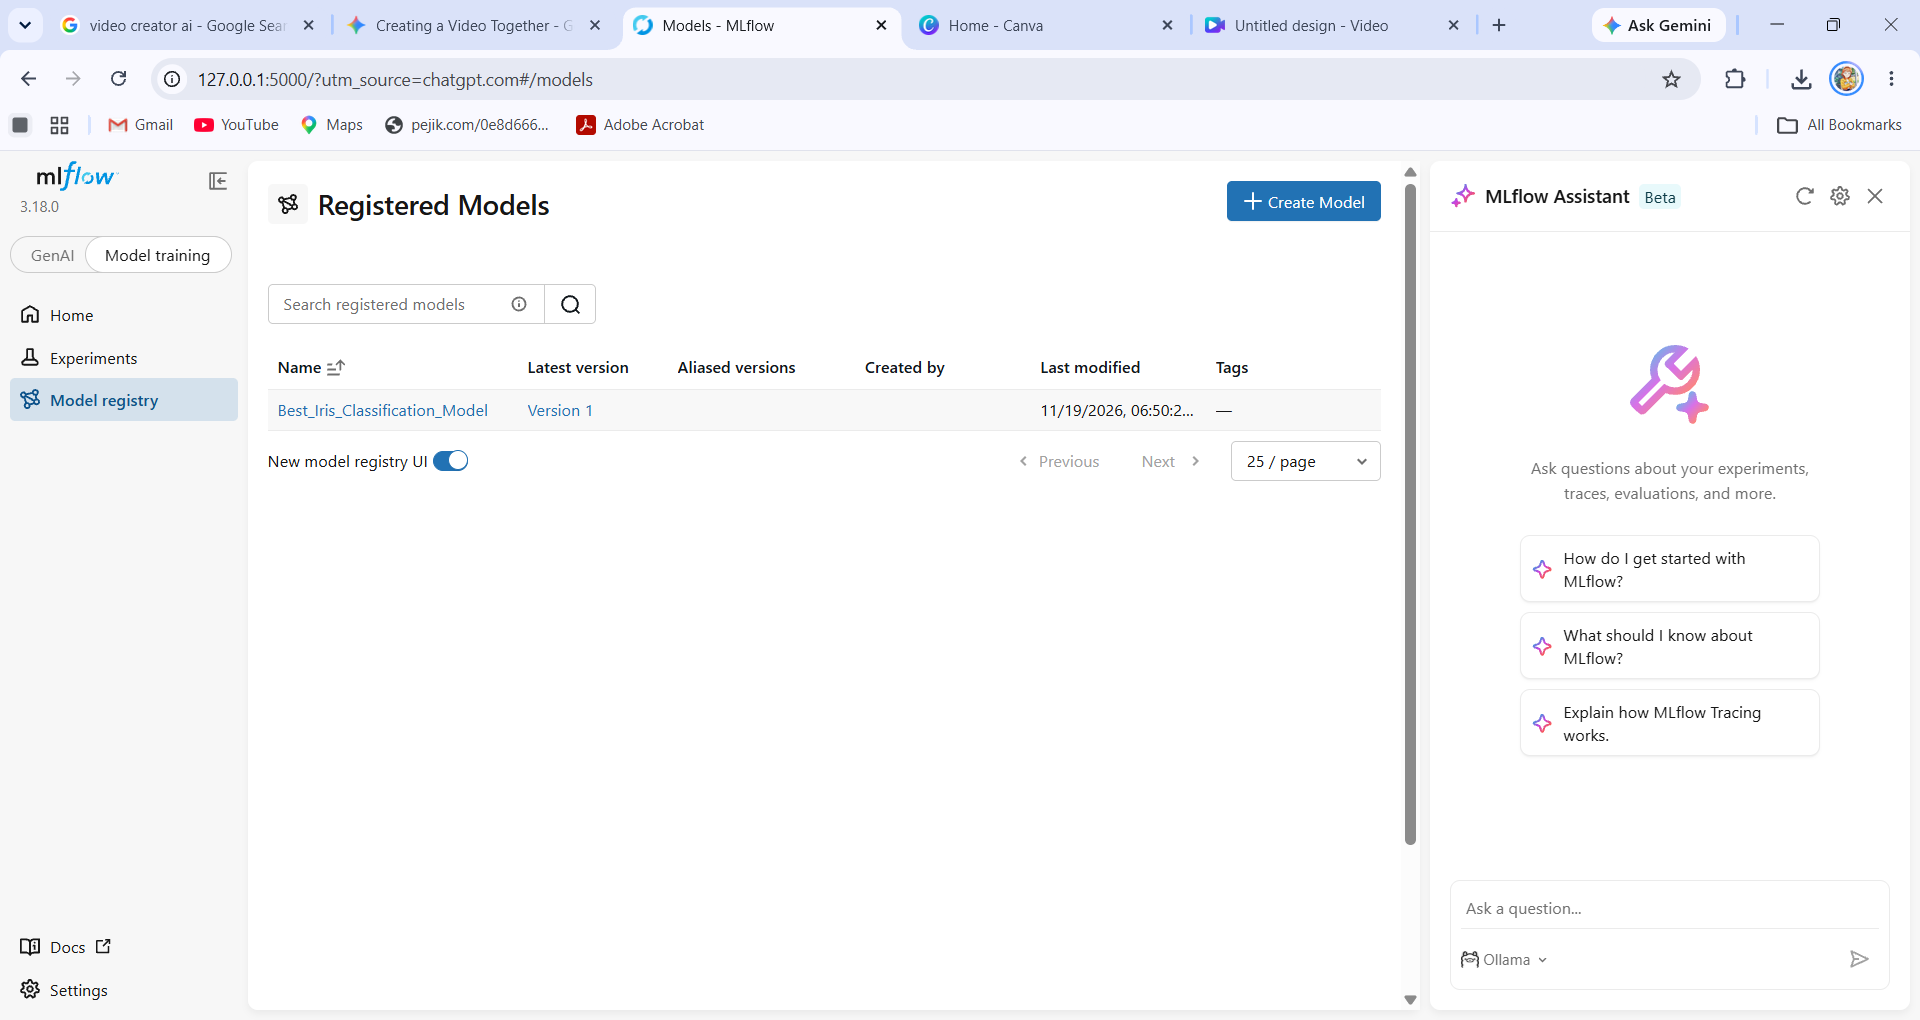 video creator ai - Google Sear
Creating a Video Together - G
Models - MLflow
Home - Canva
Untitled design - Video
Ask Gemini
127.0.0.1:5000/?utm_source=chatgpt.com#/models
Gmail
YouTube
Maps
pejik.com/0e8d666...
Adobe Acrobat
All Bookmarks
mlflow
3.18.0
GenAI
Model training
Home
Experiments
Model registry
Docs
Settings
Registered Models
Create Model
Search registered models
Name Latest version Aliased versions Created by Last modified Tags
Best_Iris_Classification_Model Version 1 11/19/2026, 06:50:2... —
New model registry UI
Previous Next 25 / page
MLflow Assistant Beta
Ask questions about your experiments,
traces, evaluations, and more.
How do I get started with
MLflow?
What should I know about
MLflow?
Explain how MLflow Tracing
works.
Ask a question...
Ollama